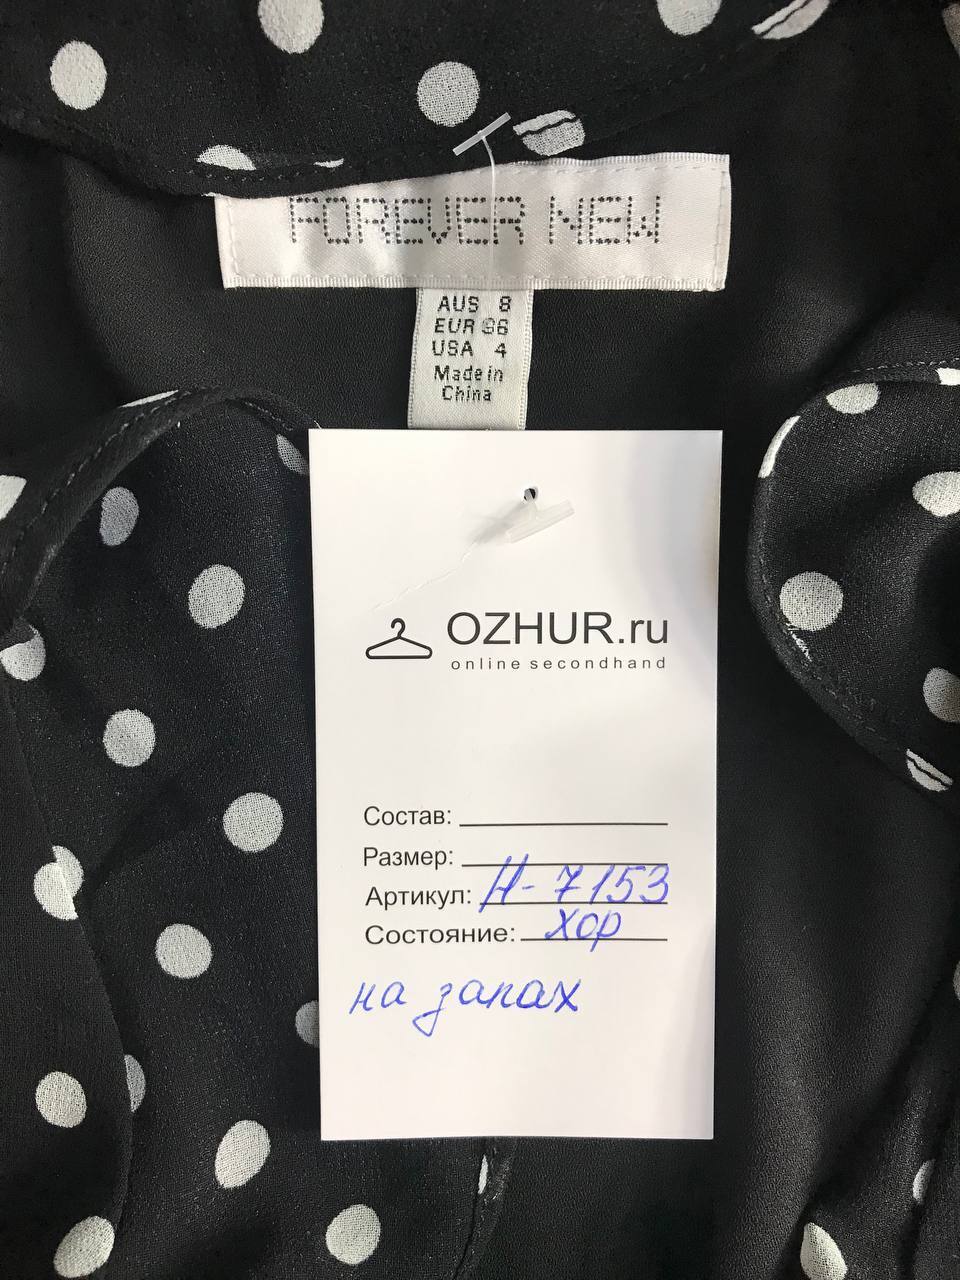 FOREVER NEW
AUS 8
EUR 36
USA 4
Made in
China
OZHUR.ru
online secondhand
Состав:
Размер:
Артикул: Н-7153
Состояние: хор
на запах